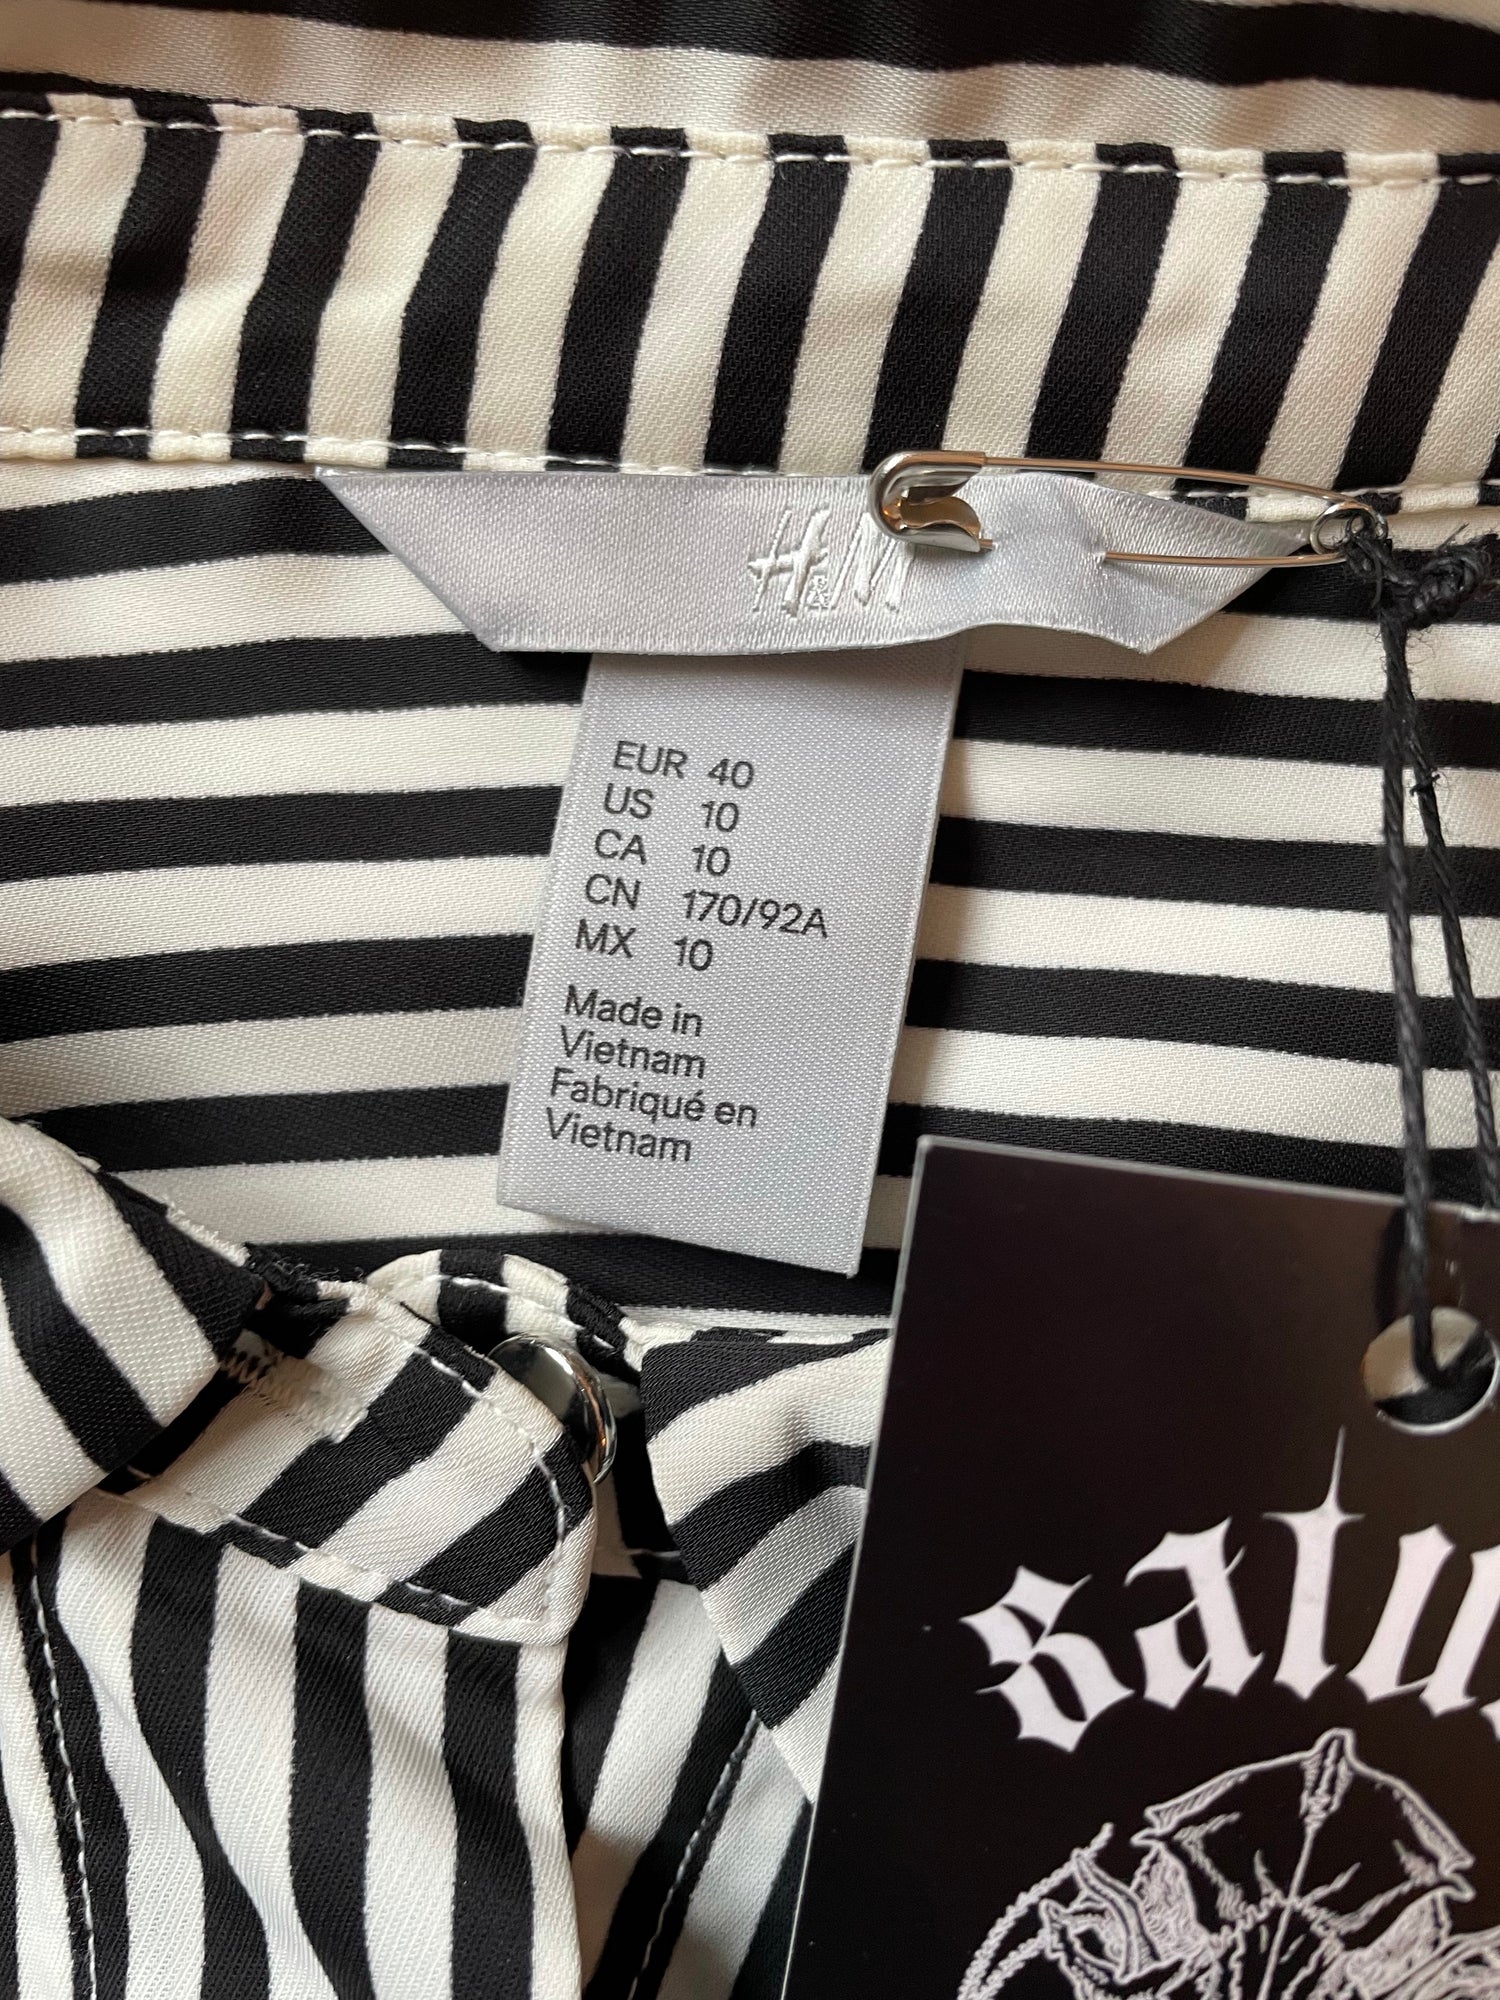 H&M
EUR 40
US 10
CA 10
CN 170/92A
MX 10
Made in
Vietnam
Fabriqué en
Vietnam